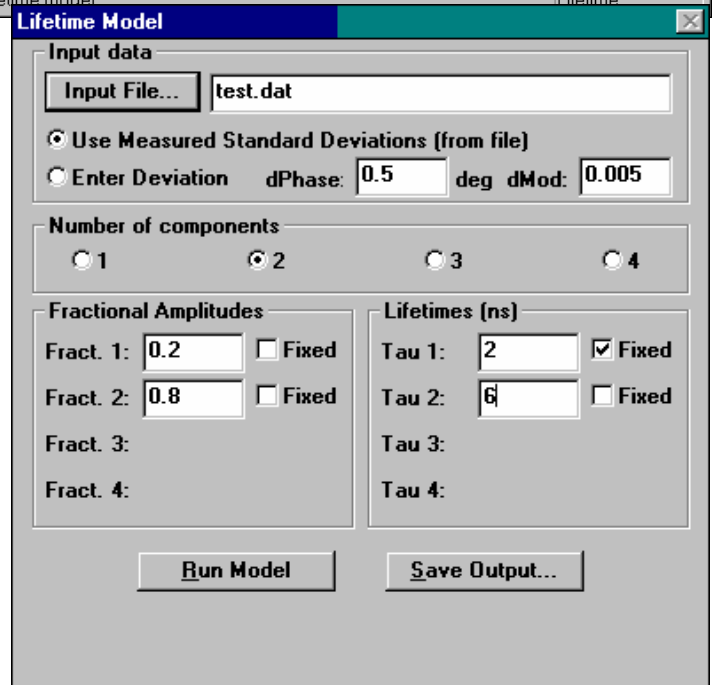 Lifetime Model
Input data
Input File... test.dat
Use Measured Standard Deviations (from file)
Enter Deviation dPhase: 0.5 deg dMod: 0.005
Number of components
1 2 3 4
Fractional Amplitudes Lifetimes (ns)
Fract. 1: 0.2 Fixed Tau 1: 2 Fixed
Fract. 2: 0.8 Fixed Tau 2: 6 Fixed
Fract. 3: Tau 3:
Fract. 4: Tau 4:
Run Model Save Output...